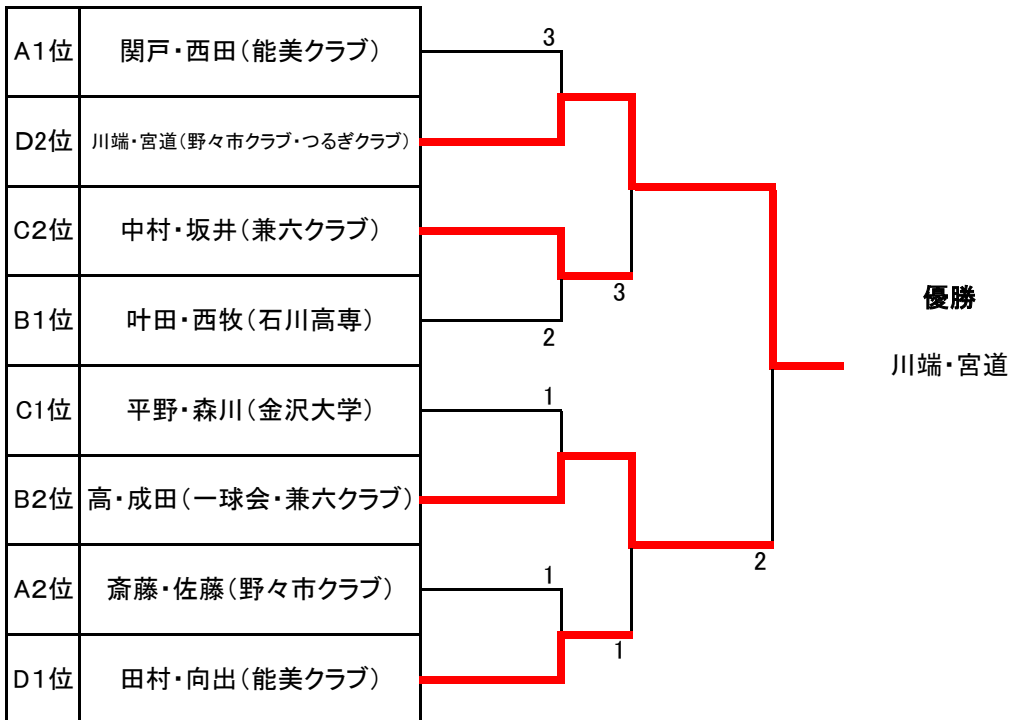 A1位 関戸・西田(能美クラブ)
3
D2位 川端・宮道(野々市クラブ・つるぎクラブ)
C2位 中村・坂井(兼六クラブ)
3
B1位 叶田・西牧(石川高専)
2
優勝
川端・宮道
C1位 平野・森川(金沢大学)
1
B2位 高・成田(一球会・兼六クラブ)
2
A2位 斎藤・佐藤(野々市クラブ)
1
D1位 田村・向出(能美クラブ)
1